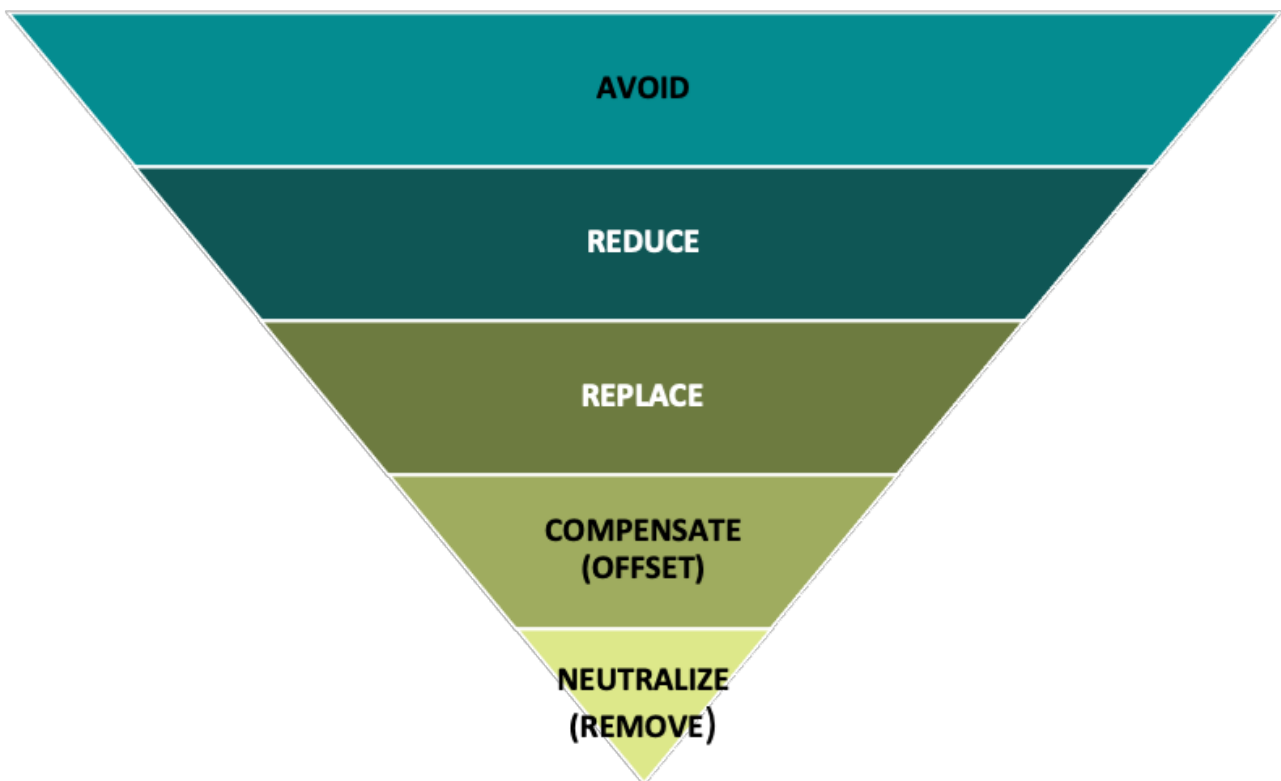 AVOID
REDUCE
REPLACE
COMPENSATE
(OFFSET)
NEUTRALIZE
(REMOVE)